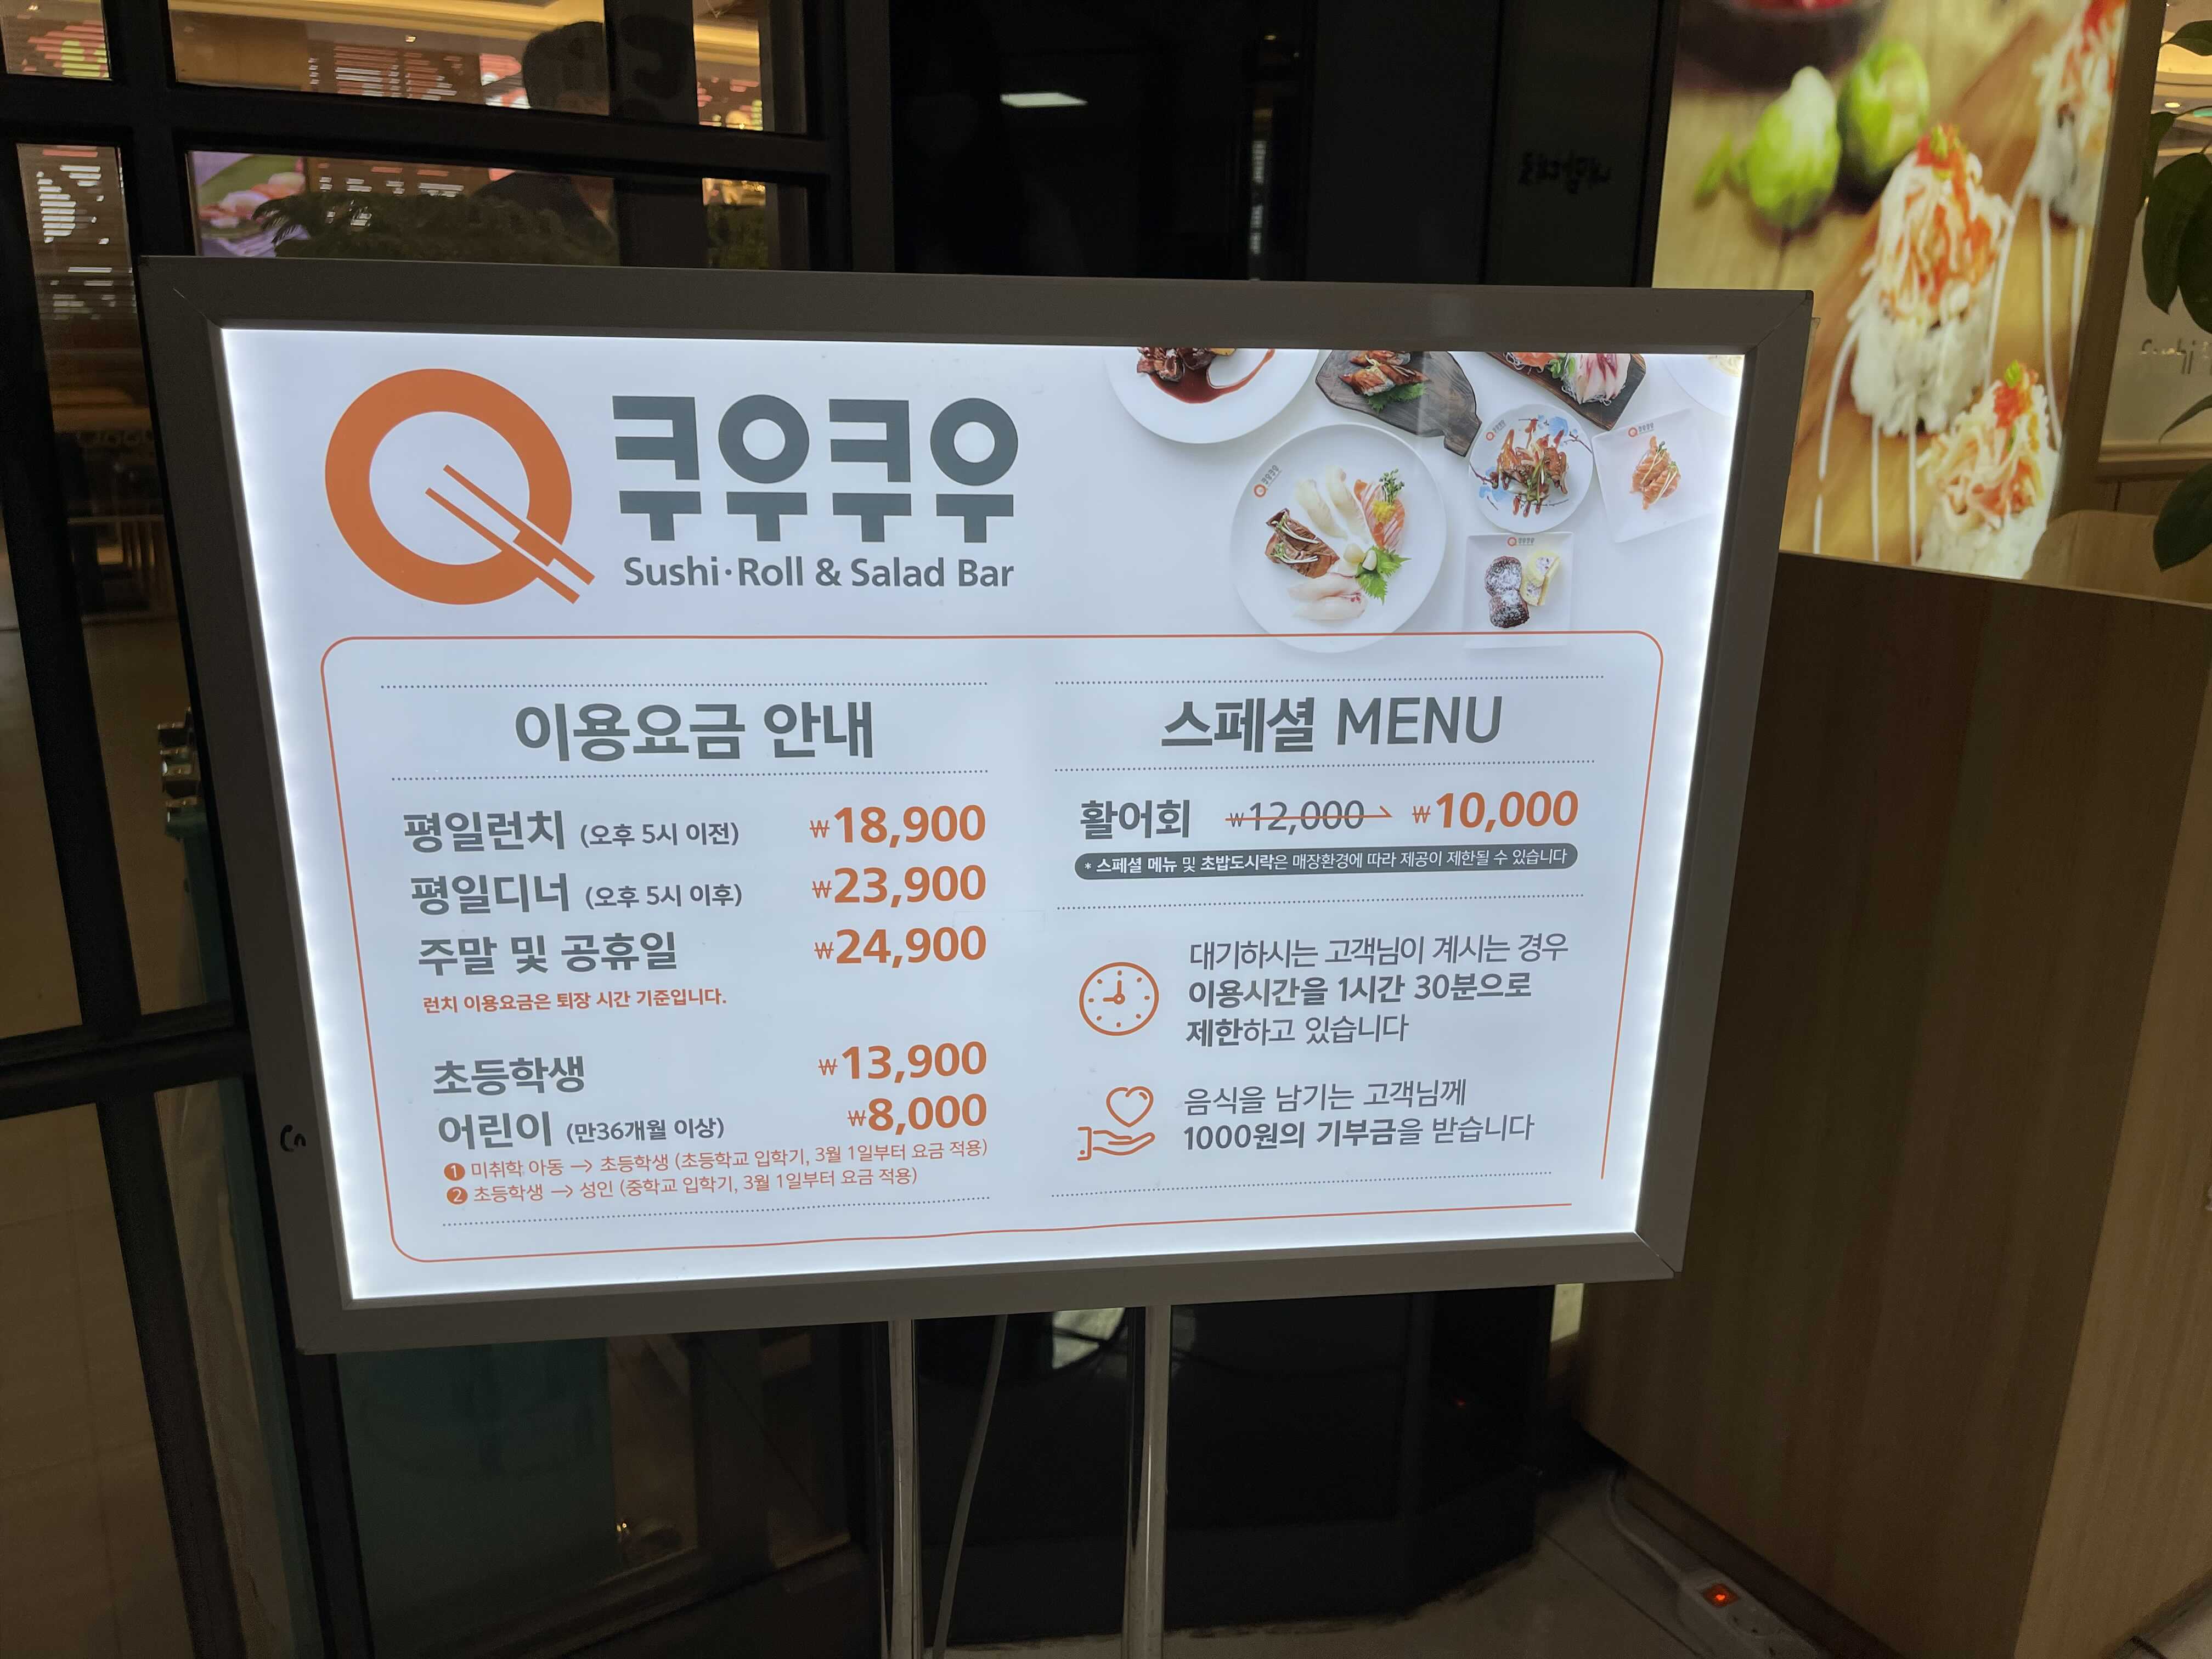 쿠우쿠우
Sushi·Roll & Salad Bar
이용요금 안내
평일런치 (오후 5시 이전) ₩18,900
평일디너 (오후 5시 이후) ₩23,900
주말 및 공휴일 ₩24,900
런치 이용요금은 퇴장 시간 기준입니다.
초등학생 ₩13,900
어린이 (만36개월 이상) ₩8,000
1 미취학 아동 → 초등학생 (초등학교 입학기, 3월 1일부터 요금 적용)
2 초등학생 → 성인 (중학교 입학기, 3월 1일부터 요금 적용)
스페셜 MENU
활어회 ₩12,000 → ₩10,000
* 스페셜 메뉴 및 초밥도시락은 매장환경에 따라 제공이 제한될 수 있습니다
대기하시는 고객님이 계시는 경우
이용시간을 1시간 30분으로
제한하고 있습니다
음식을 남기는 고객님께
1000원의 기부금을 받습니다